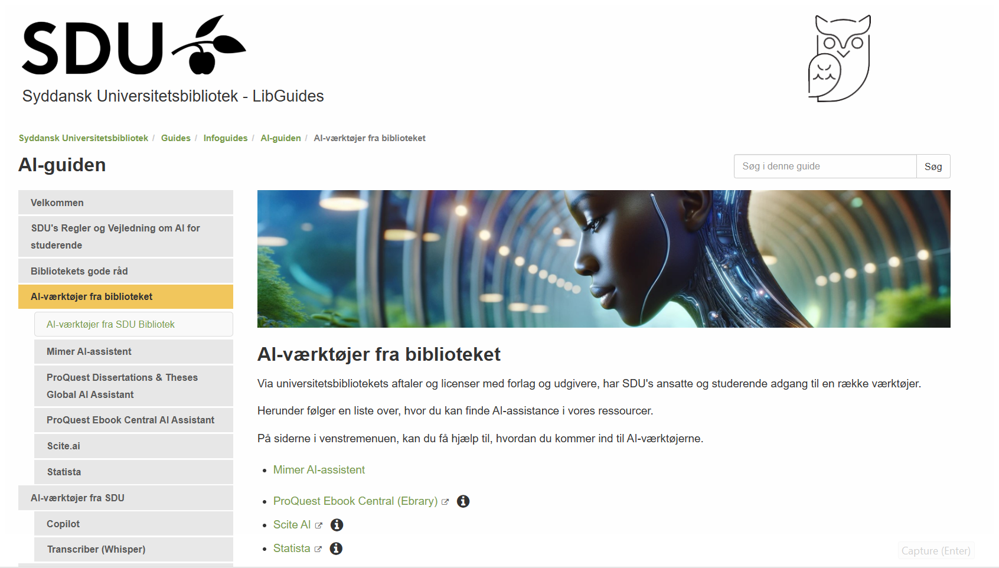 SDU
Syddansk Universitetsbibliotek - LibGuides
Syddansk Universitetsbibliotek / Guides / Infoguides / AI-guiden / AI-værktøjer fra biblioteket
AI-guiden
Søg i denne guide
Søg
Velkommen
SDU's Regler og Vejledning om AI for
studerende
Bibliotekets gode råd
AI-værktøjer fra biblioteket
AI-værktøjer fra SDU Bibliotek
Mimer AI-assistent
ProQuest Dissertations & Theses
Global AI Assistant
ProQuest Ebook Central AI Assistant
Scite.ai
Statista
AI-værktøjer fra SDU
Copilot
Transcriber (Whisper)
AI-værktøjer fra biblioteket
Via universitetsbibliotekets aftaler og licenser med forlag og udgivere, har SDU's ansatte og studerende adgang til en række værktøjer.
Herunder følger en liste over, hvor du kan finde AI-assistance i vores ressourcer.
På siderne i venstremenuen, kan du få hjælp til, hvordan du kommer ind til AI-værktøjerne.
• Mimer AI-assistent
• ProQuest Ebook Central (Ebrary)
• Scite AI
• Statista
Capture (Enter)